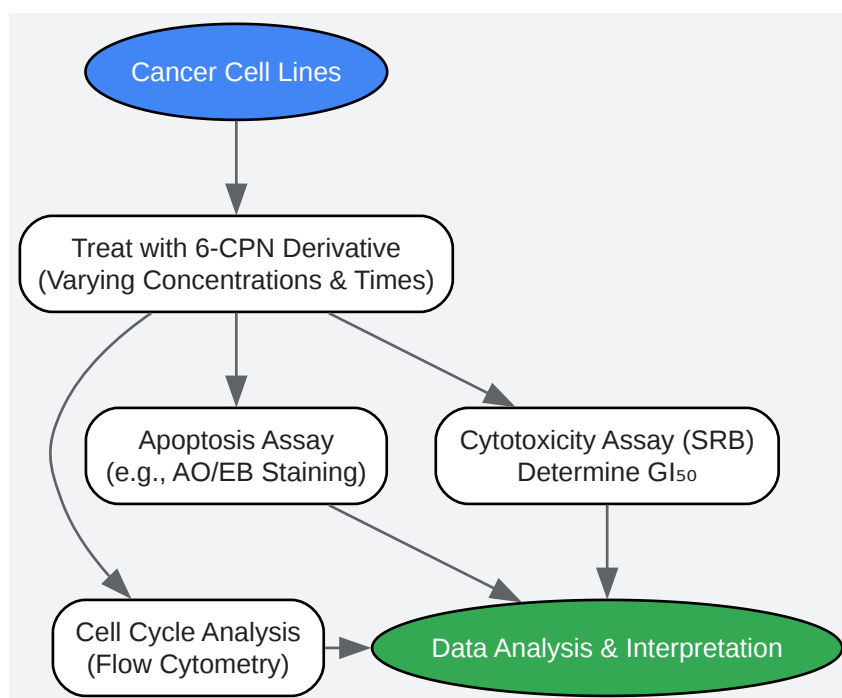 Cancer Cell Lines
Treat with 6-CPN Derivative
(Varying Concentrations & Times)
Apoptosis Assay
(e.g., AO/EB Staining)
Cytotoxicity Assay (SRB)
Determine GI₅₀
Cell Cycle Analysis
(Flow Cytometry)
Data Analysis & Interpretation